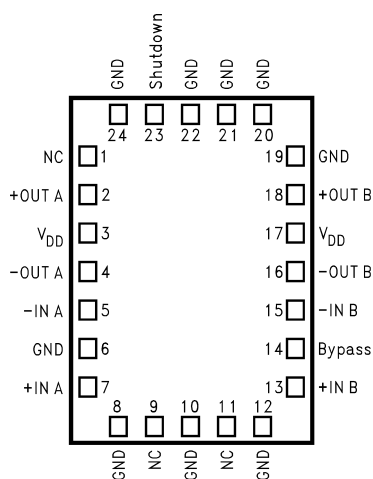 GND Shutdown GND GND GND
24 23 22 21 20
NC 1 19 GND
+OUT A 2 18 +OUT B
VDD 3 17 VDD
-OUT A 4 16 -OUT B
-IN A 5 15 -IN B
GND 6 14 Bypass
+IN A 7 13 +IN B
8 9 10 11 12
GND NC GND NC GND